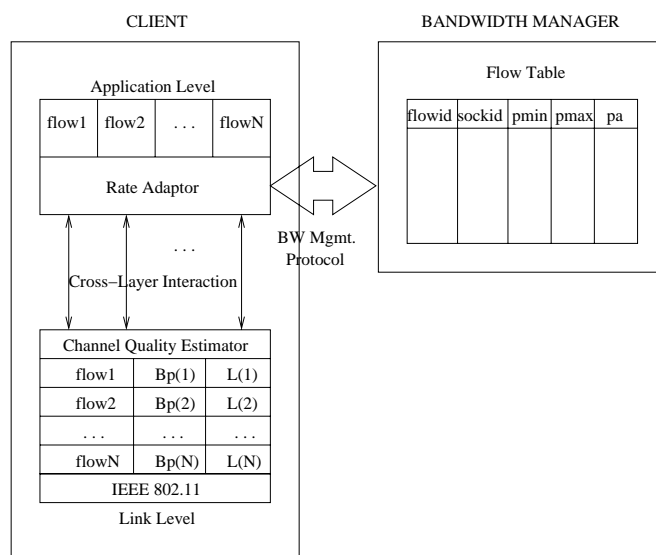 CLIENT
BANDWIDTH MANAGER
Application Level
flow1 flow2 . . . flowN
Rate Adaptor
Flow Table
flowid sockid pmin pmax pa
BW Mgmt.
Protocol
. . .
Cross−Layer Interaction
Channel Quality Estimator
flow1 Bp(1) L(1)
flow2 Bp(2) L(2)
. . . . . . . . .
flowN Bp(N) L(N)
IEEE 802.11
Link Level